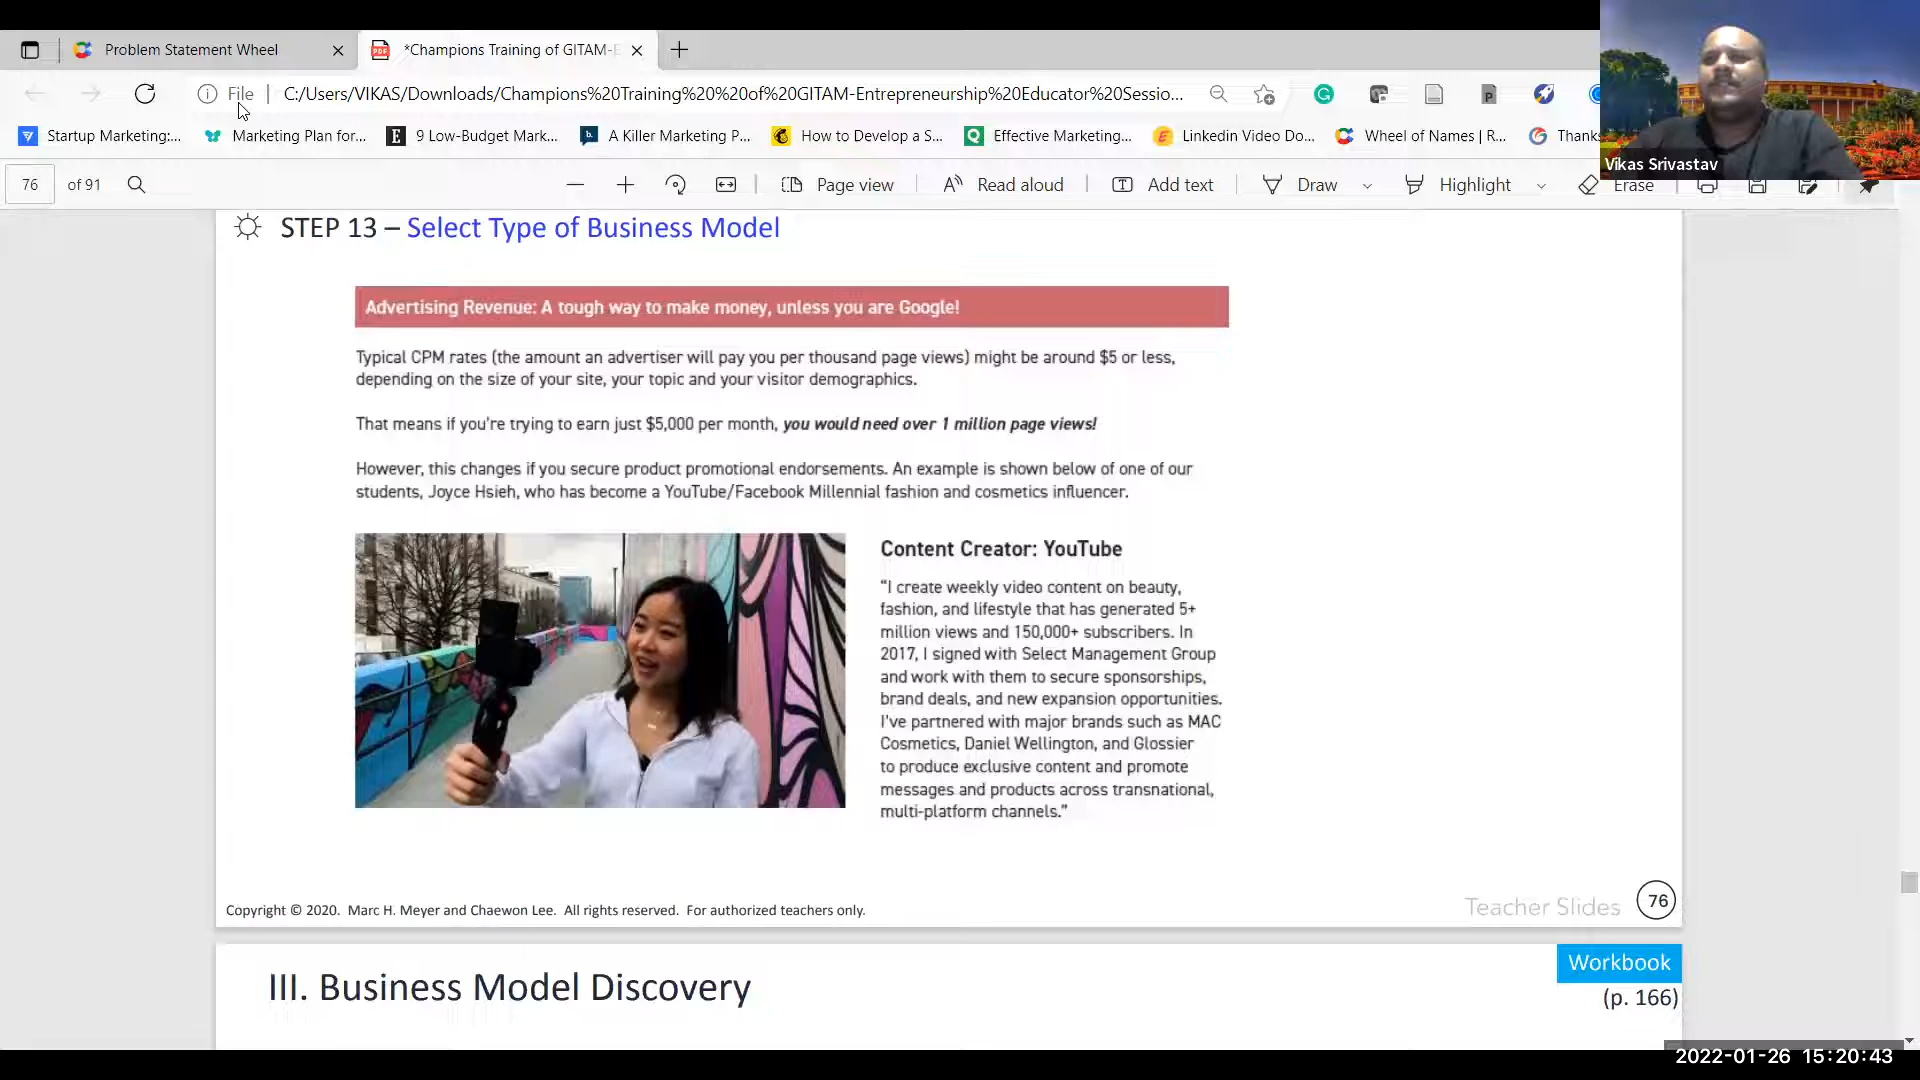 Problem Statement Wheel
*Champions Training of GITAM-E
File
C:/Users/VIKAS/Downloads/Champions%20Training%20%20of%20GITAM-Entrepreneurship%20Educator%20Sessio...
Startup Marketing:...
Marketing Plan for...
9 Low-Budget Mark...
A Killer Marketing P...
How to Develop a S...
Effective Marketing...
Linkedin Video Do...
Wheel of Names | R...
Thanks
Vikas Srivastav
76 of 91
Page view
Read aloud
Add text
Draw
Highlight
Erase
STEP 13 – Select Type of Business Model
Advertising Revenue: A tough way to make money, unless you are Google!
Typical CPM rates (the amount an advertiser will pay you per thousand page views) might be around $5 or less,
depending on the size of your site, your topic and your visitor demographics.
That means if you're trying to earn just $5,000 per month, you would need over 1 million page views!
However, this changes if you secure product promotional endorsements. An example is shown below of one of our
students, Joyce Hsieh, who has become a YouTube/Facebook Millennial fashion and cosmetics influencer.
Content Creator: YouTube
"I create weekly video content on beauty,
fashion, and lifestyle that has generated 5+
million views and 150,000+ subscribers. In
2017, I signed with Select Management Group
and work with them to secure sponsorships,
brand deals, and new expansion opportunities.
I've partnered with major brands such as MAC
Cosmetics, Daniel Wellington, and Glossier
to produce exclusive content and promote
messages and products across transnational,
multi-platform channels."
Copyright © 2020. Marc H. Meyer and Chaewon Lee. All rights reserved. For authorized teachers only.
Teacher Slides 76
III. Business Model Discovery
Workbook
(p. 166)
2022-01-26 15:20:43